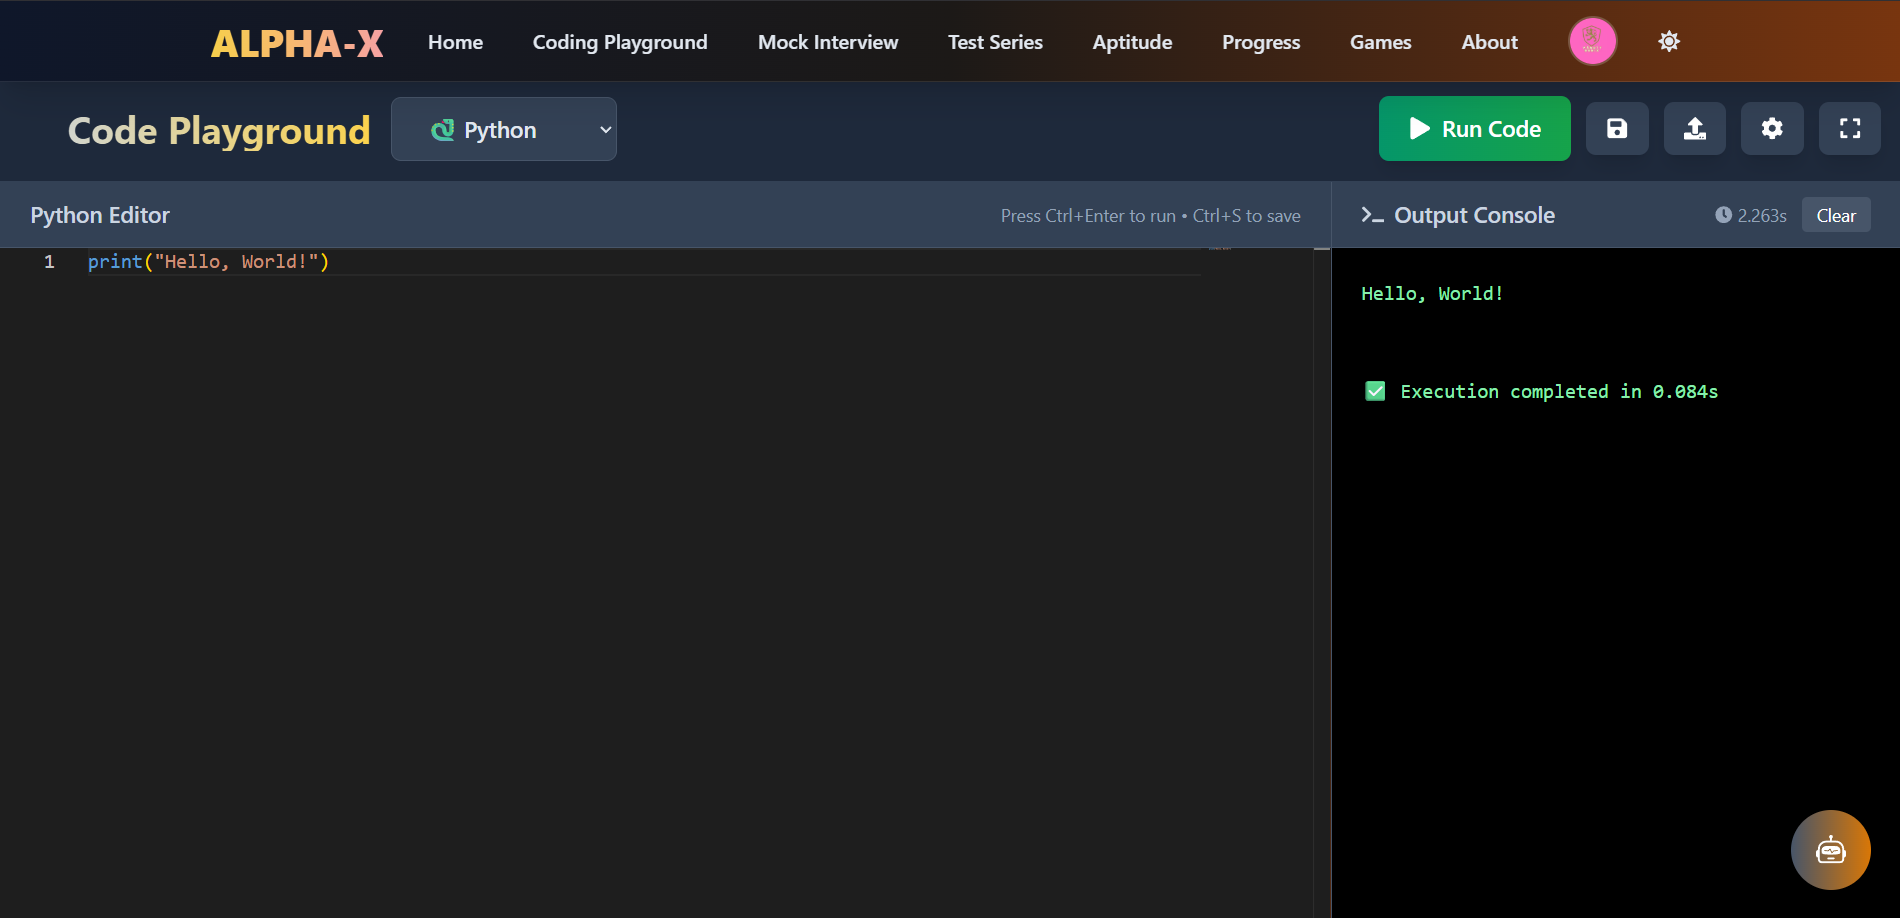 ALPHA-X Home Coding Playground Mock Interview Test Series Aptitude Progress Games About
Code Playground Python Run Code
Python Editor Press Ctrl+Enter to run • Ctrl+S to save
>_ Output Console 2.263s Clear
1 print("Hello, World!")
Hello, World!
✅ Execution completed in 0.084s